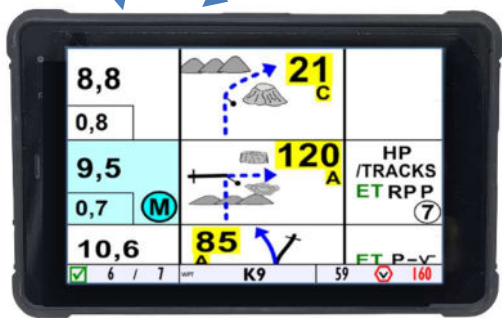 8,8
21
C
0,8
9,5
120
A
HP
/TRACKS
ET RP P
0,7
M
7
10,6
85
A
ET P-√
6 / 7
WPT
K9
59
160